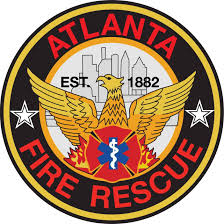 ATLANTA
EST. 1882
FIRE RESCUE